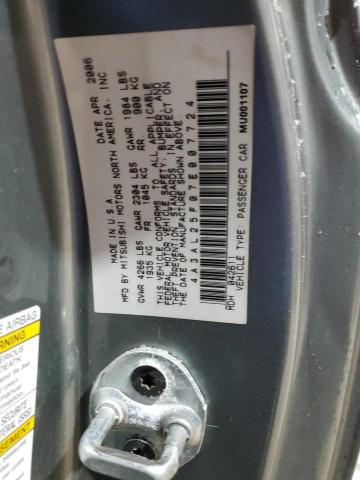 MADE IN U.S.A. DATE APR 2006
MFD BY MITSUBISHI MOTORS NORTH AMERICA, INC.
GVWR 4266 LBS GAWR 2304 LBS GAWR 1984 LBS
1935 KG FR 1045 KG RR 900 KG
THIS VEHICLE CONFORMS TO ALL APPLICABLE
FEDERAL MOTOR VEHICLE SAFETY, BUMPER, AND
THEFT PREVENTION STANDARDS IN EFFECT ON
THE DATE OF MANUFACTURE SHOWN ABOVE
4A3AL25F07E007724
RDH 042611
VEHICLE TYPE: PASSENGER CAR MU001107
E AIRBAG